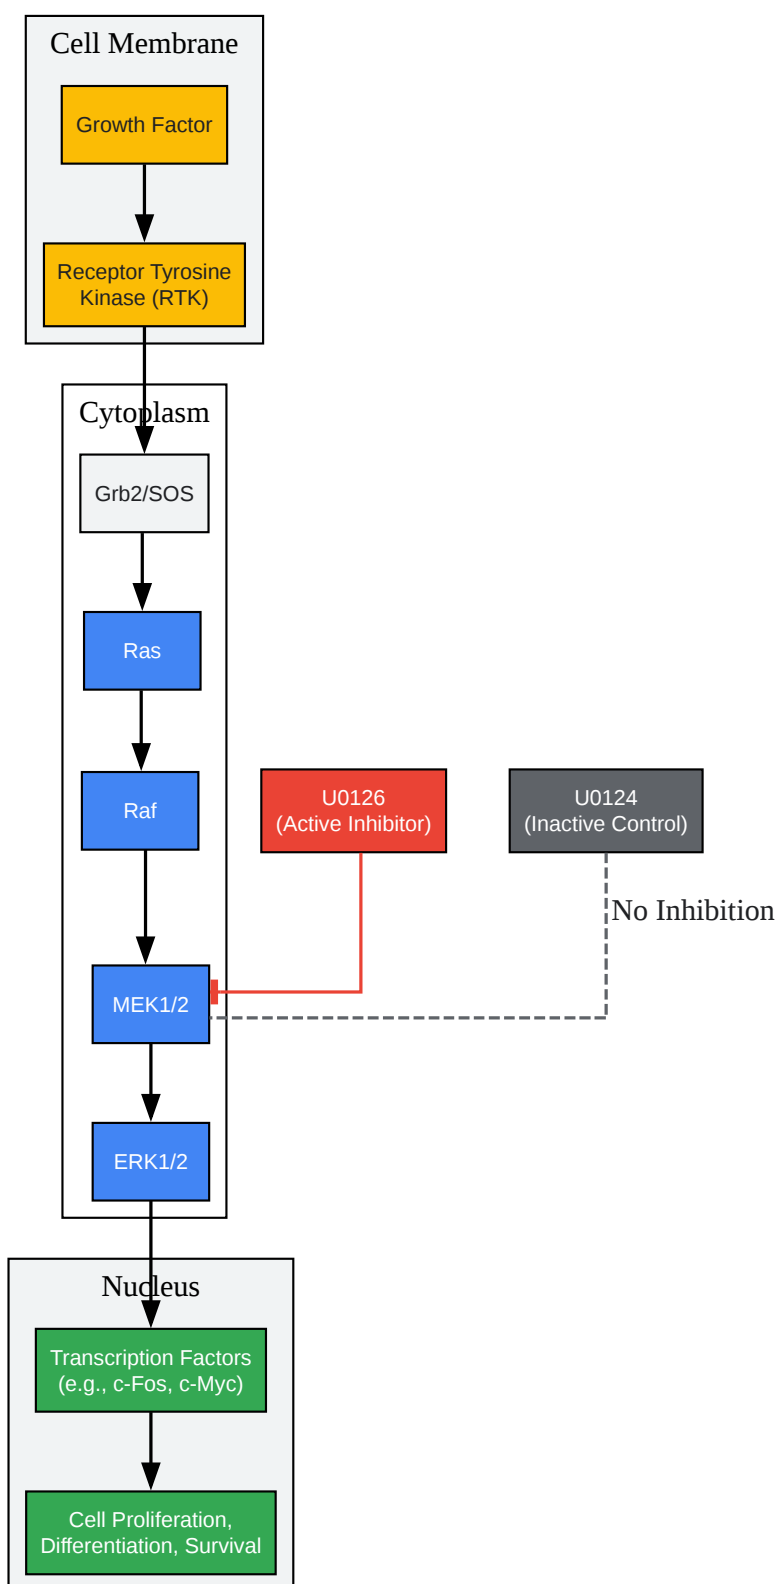 Cell Membrane
Growth Factor
Receptor Tyrosine
Kinase (RTK)
Cytoplasm
Grb2/SOS
Ras
Raf
U0126
(Active Inhibitor)
U0124
(Inactive Control)
No Inhibition
MEK1/2
ERK1/2
Nucleus
Transcription Factors
(e.g., c-Fos, c-Myc)
Cell Proliferation,
Differentiation, Survival